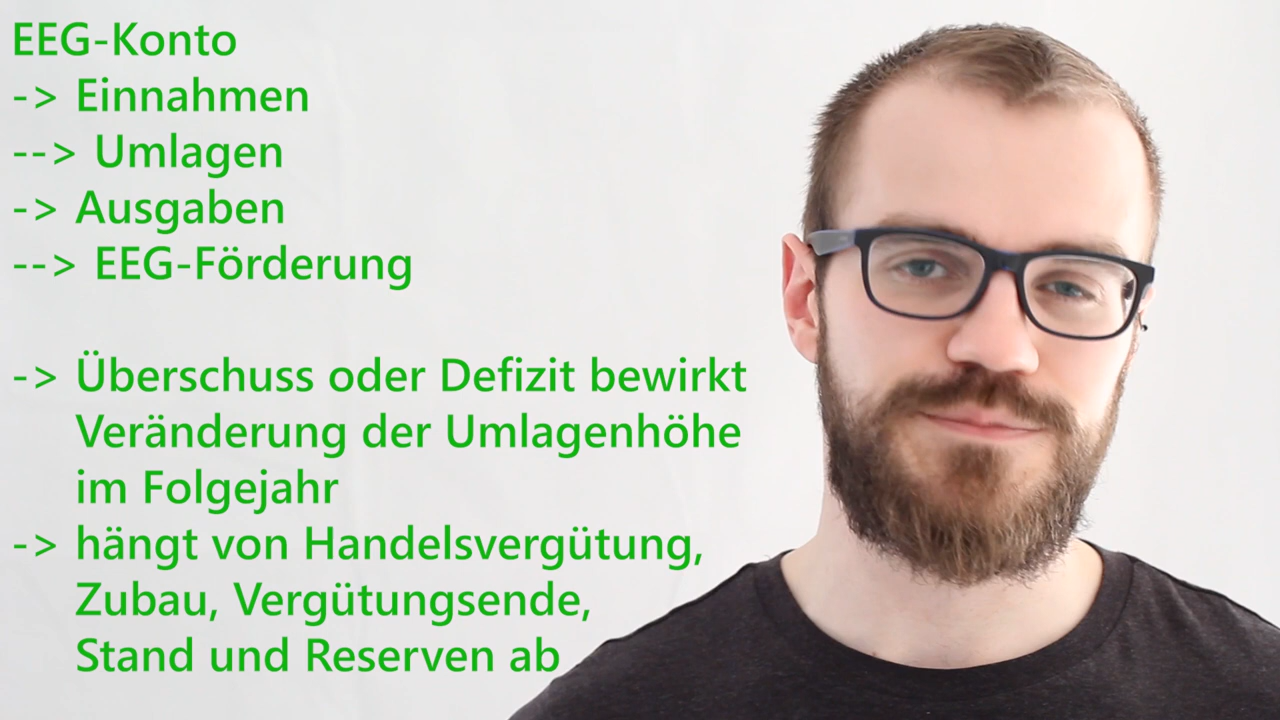 EEG-Konto
-> Einnahmen
--> Umlagen
-> Ausgaben
--> EEG-Förderung
-> Überschuss oder Defizit bewirkt
Veränderung der Umlagenhöhe
im Folgejahr
-> hängt von Handelsvergütung,
Zubau, Vergütungsende,
Stand und Reserven ab